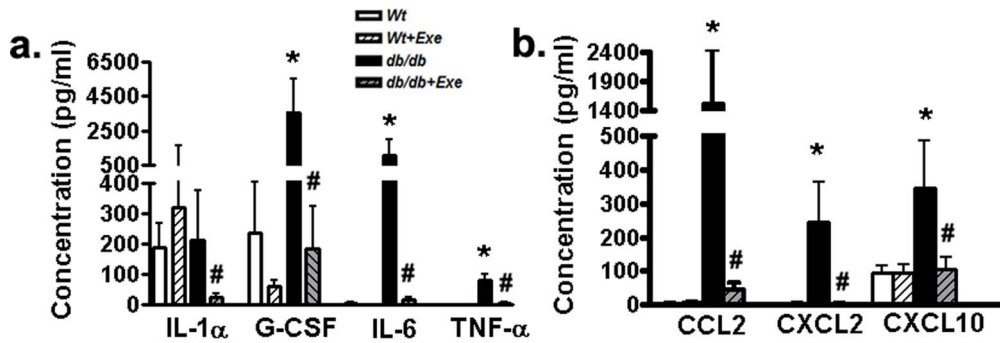 a.
Concentration (pg/ml)
6500
4500
2500
500
400
300
200
100
0
Wt
Wt+Exe
db/db
db/db+Exe
*
*
*
#
#
#
#
IL-1α
G-CSF
IL-6
TNF-α
b.
Concentration (pg/ml)
2400
1900
1400
500
400
300
200
100
0
*
*
*
#
#
#
CCL2
CXCL2
CXCL10